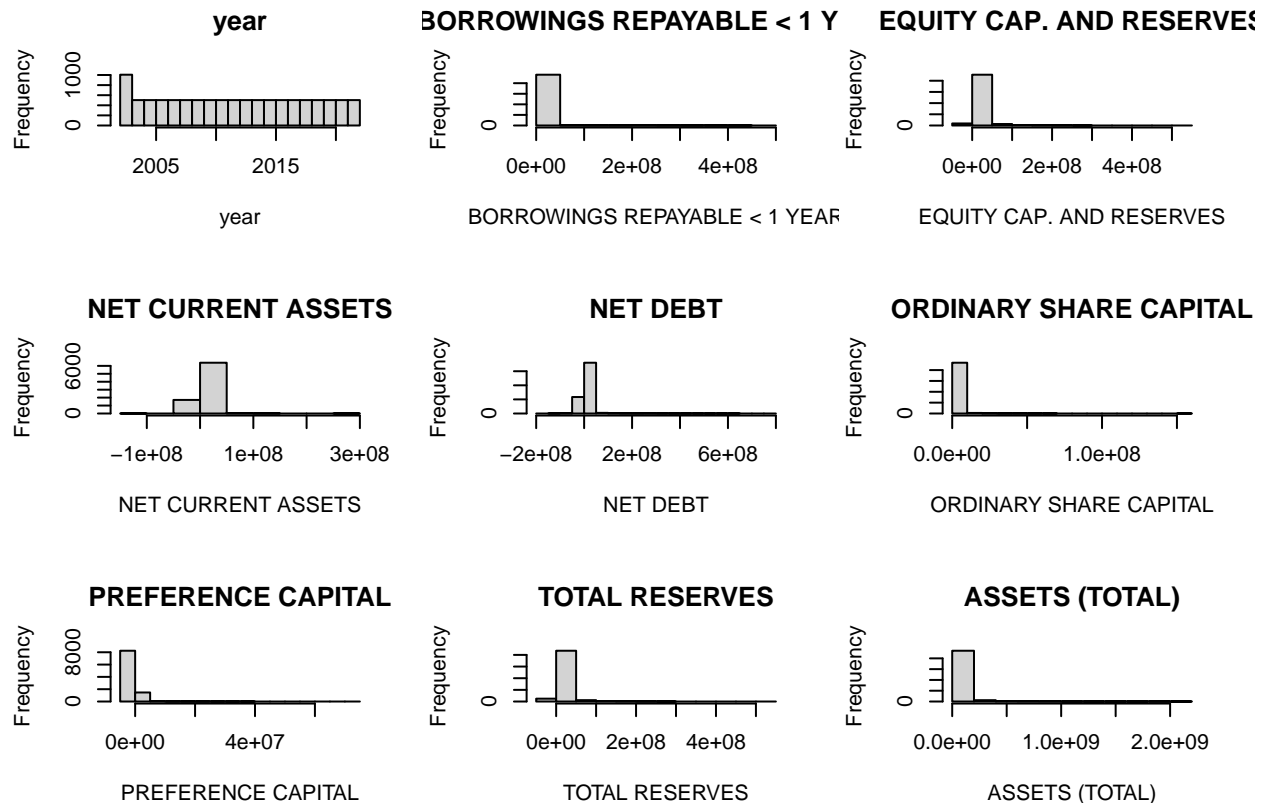 year
BORROWINGS REPAYABLE < 1 Y
EQUITY CAP. AND RESERVES
Frequency
0
1000
2005
2015
year
Frequency
0
0e+00
2e+08
4e+08
BORROWINGS REPAYABLE < 1 YEAR
Frequency
0
0e+00
2e+08
4e+08
EQUITY CAP. AND RESERVES
NET CURRENT ASSETS
NET DEBT
ORDINARY SHARE CAPITAL
Frequency
0
6000
−1e+08
1e+08
3e+08
NET CURRENT ASSETS
Frequency
0
−2e+08
2e+08
6e+08
NET DEBT
Frequency
0
0.0e+00
1.0e+08
ORDINARY SHARE CAPITAL
PREFERENCE CAPITAL
TOTAL RESERVES
ASSETS (TOTAL)
Frequency
0
8000
0e+00
4e+07
PREFERENCE CAPITAL
Frequency
0
0e+00
2e+08
4e+08
TOTAL RESERVES
Frequency
0
0.0e+00
1.0e+09
2.0e+09
ASSETS (TOTAL)